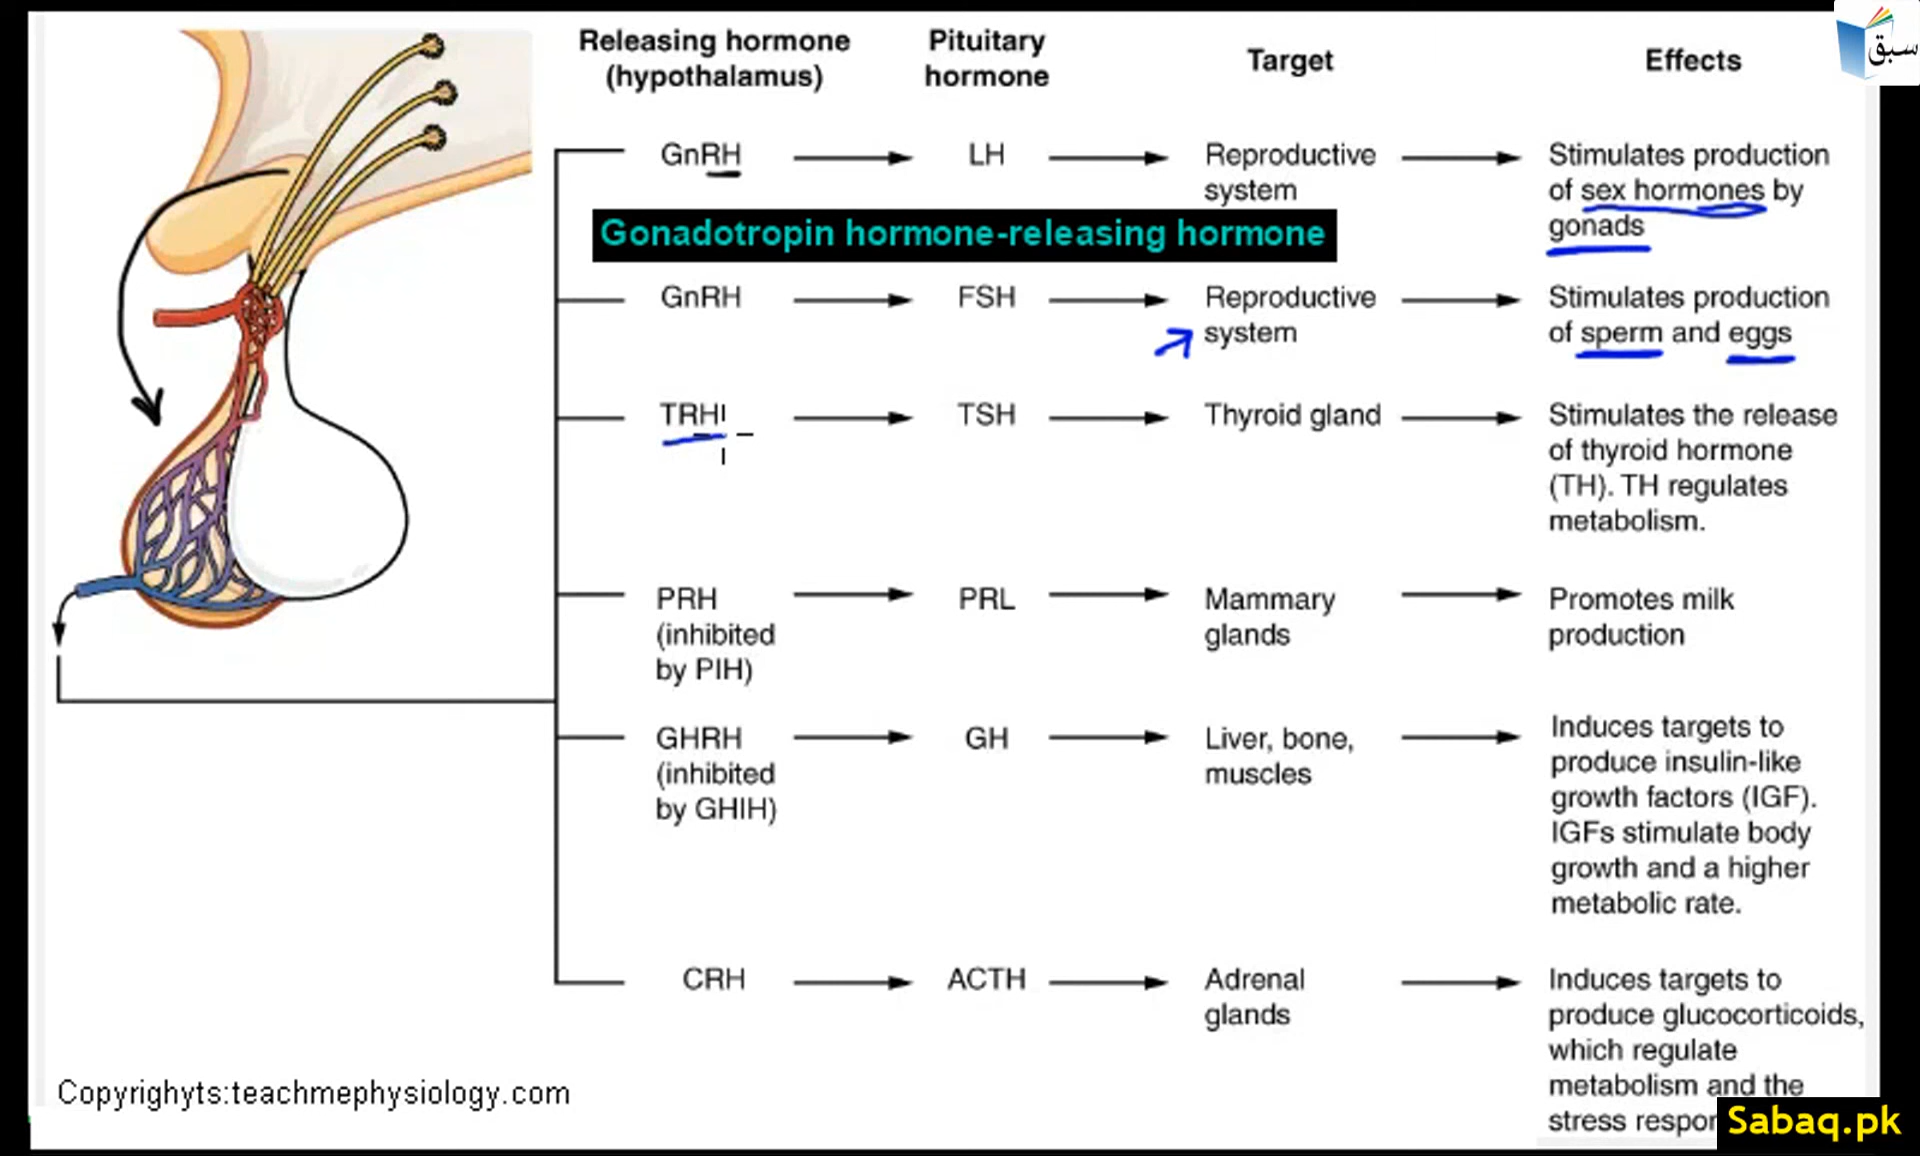 Releasing hormone
(hypothalamus)
Pituitary
hormone
Target
Effects
سبق
GnRH
LH
Reproductive
system
Stimulates production
of sex hormones by
gonads
Gonadotropin hormone-releasing hormone
GnRH
FSH
Reproductive
system
Stimulates production
of sperm and eggs
TRH
TSH
Thyroid gland
Stimulates the release
of thyroid hormone
(TH). TH regulates
metabolism.
PRH
(inhibited
by PIH)
PRL
Mammary
glands
Promotes milk
production
GHRH
(inhibited
by GHIH)
GH
Liver, bone,
muscles
Induces targets to
produce insulin-like
growth factors (IGF).
IGFs stimulate body
growth and a higher
metabolic rate.
CRH
ACTH
Adrenal
glands
Induces targets to
produce glucocorticoids,
which regulate
metabolism and the
stress
Copyrighyts:teachmephysiology.com
Sabaq.pk